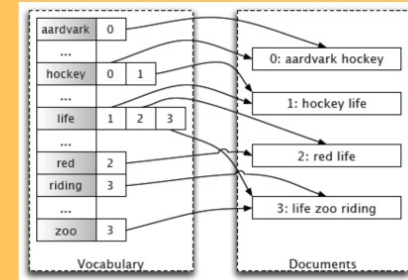 aardvark 0
...
hockey 0 1
...
life 1 2 3
...
red 2
riding 3
...
zoo 3
Vocabulary
0: aardvark hockey
1: hockey life
2: red life
3: life zoo riding
Documents